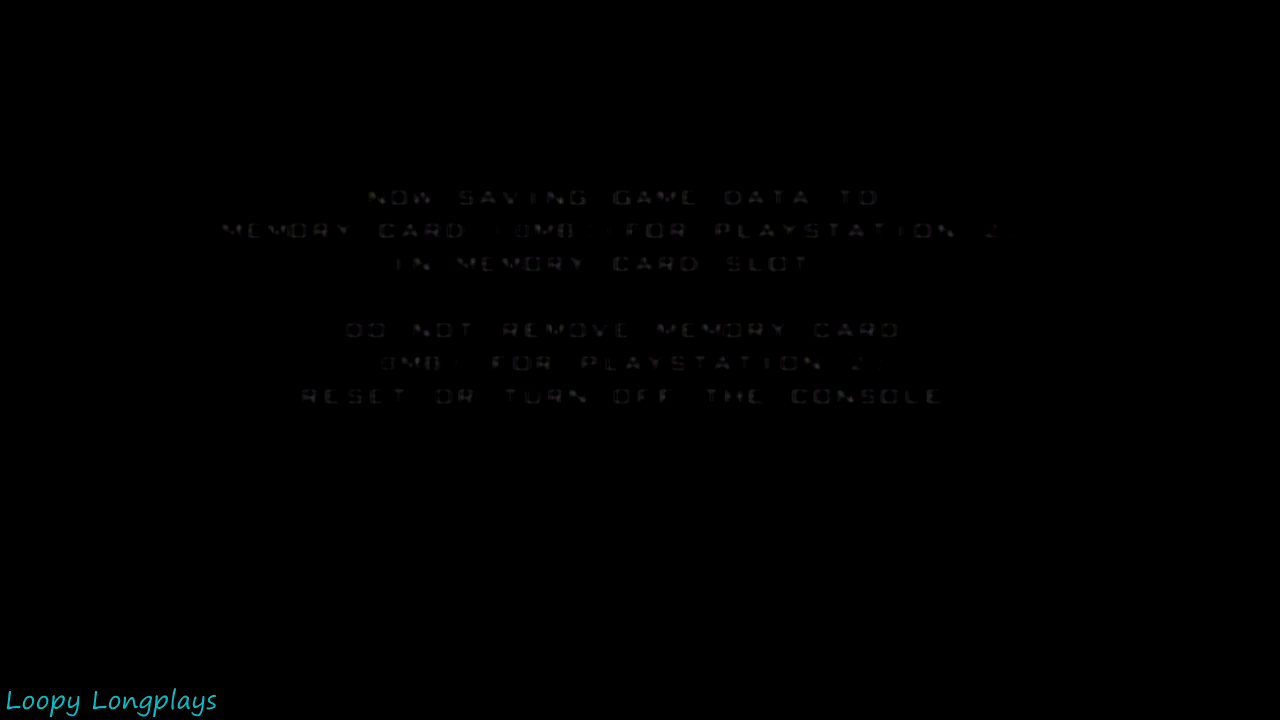 NOW SAVING GAME DATA TO
MEMORY CARD (8MB) (FOR PLAYSTATION 2
IN MEMORY CARD SLOT
DO NOT REMOVE MEMORY CARD
(8MB) (FOR PLAYSTATION 2
RESET OR TURN OFF THE CONSOLE
Loopy Longplays